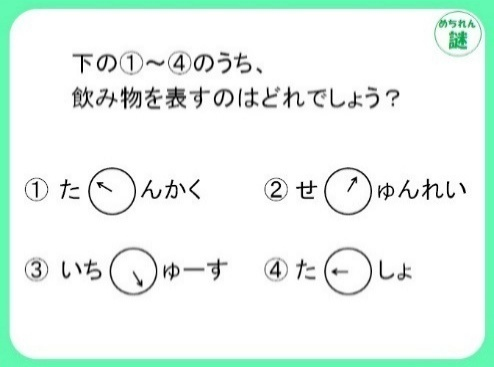 めちれん
謎
下の①〜④のうち、
飲み物を表すのはどれでしょう？
① た んかく
② せ ゅんれい
③ いち ゅーす
④ た しょ